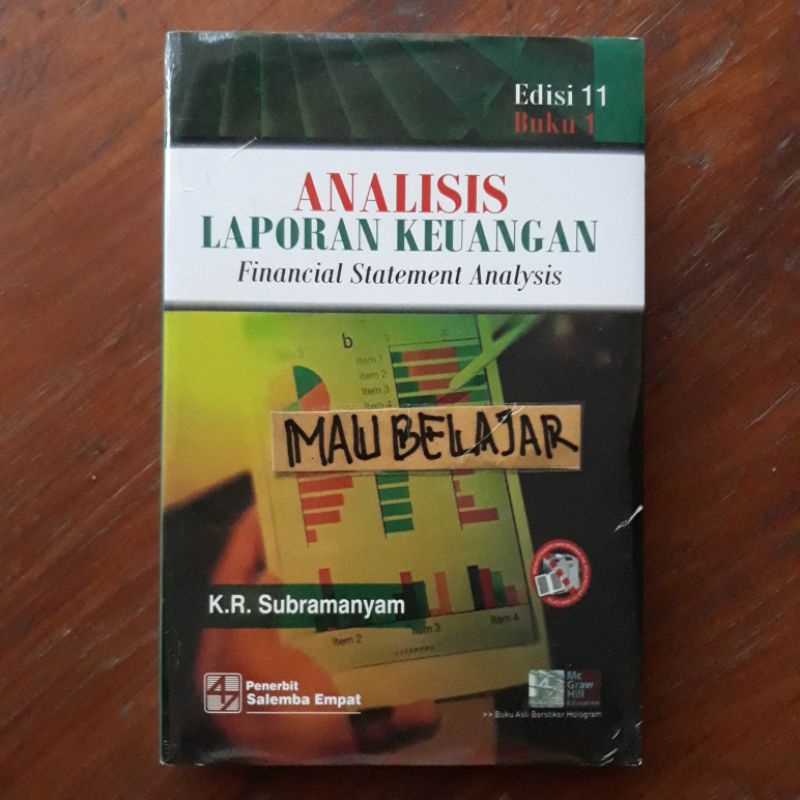 Edisi 11
Buku 1
ANALISIS
LAPORAN KEUANGAN
Financial Statement Analysis
b
Item 1
Item 2
Item 3
Item 4
MAU BELAJAR
K.R. Subramanyam
Item 2
Item 3
Item 4
Penerbit
Salemba Empat
Mc
Graw
Hill
Education
>> Buku Asli Berstiker Hologram